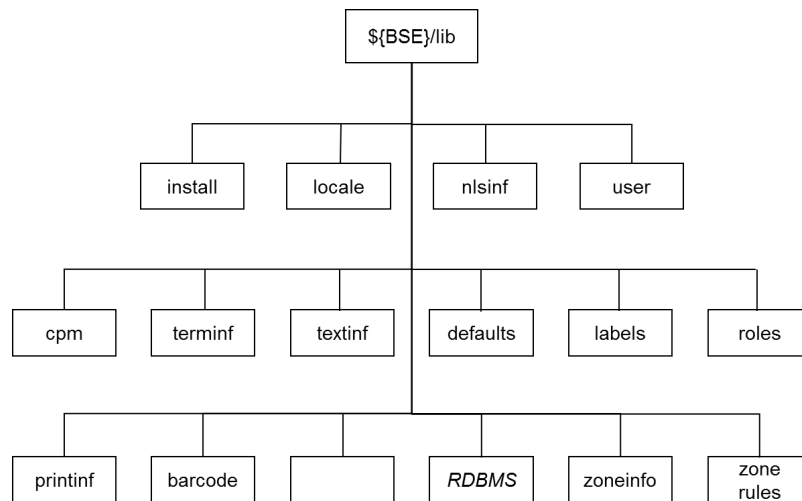 ${BSE}/lib
install
locale
nlsinf
user
cpm
terminf
textinf
defaults
labels
roles
printinf
barcode
RDBMS
zoneinfo
zone
rules